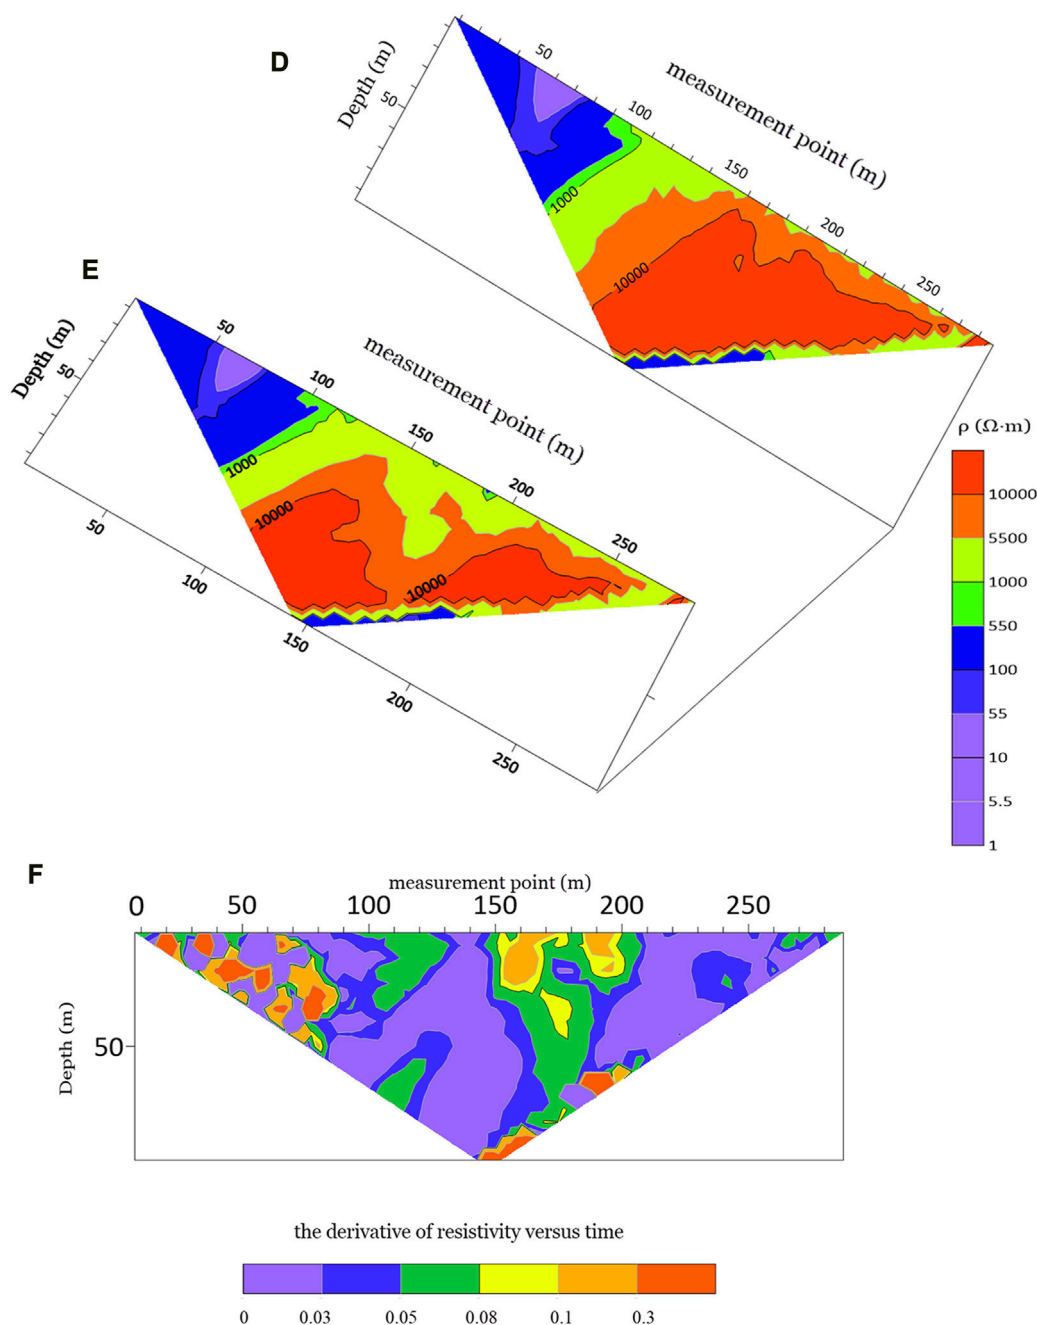 D
Depth (m)
50
50
100
150
200
250
measurement point (m)
1000
10000
E
Depth (m)
50
50
100
150
200
250
measurement point (m)
1000
10000
10000
50
100
150
200
250
ρ (Ω·m)
10000
5500
1000
550
100
55
10
5.5
1
F
measurement point (m)
0 50 100 150 200 250
Depth (m)
50
the derivative of resistivity versus time
0 0.03 0.05 0.08 0.1 0.3